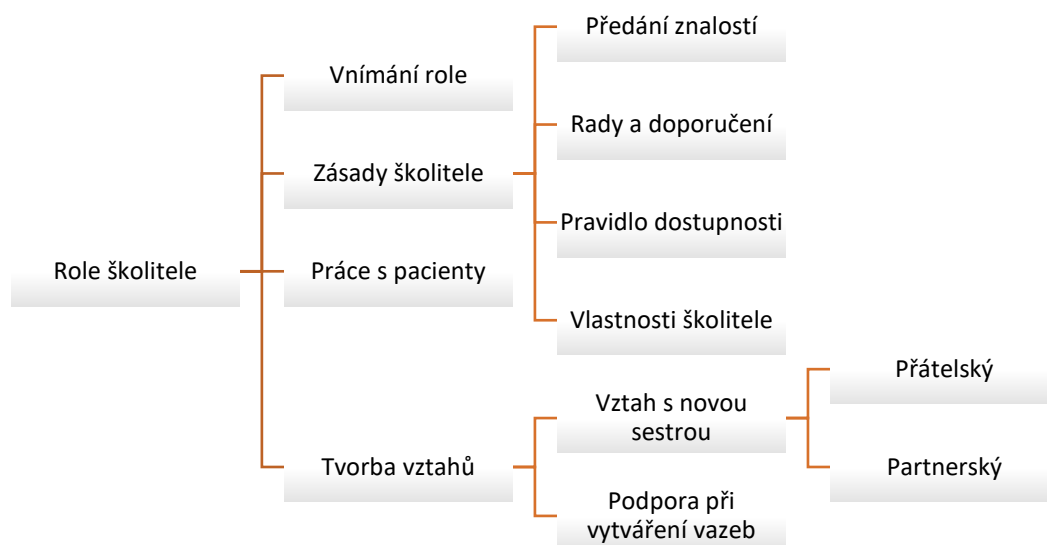 Předání znalostí
Vnímání role
Rady a doporučení
Zásady školitele
Pravidlo dostupnosti
Role školitele
Práce s pacienty
Vlastnosti školitele
Přátelský
Vztah s novou
sestrou
Tvorba vztahů
Partnerský
Podpora při
vytváření vazeb